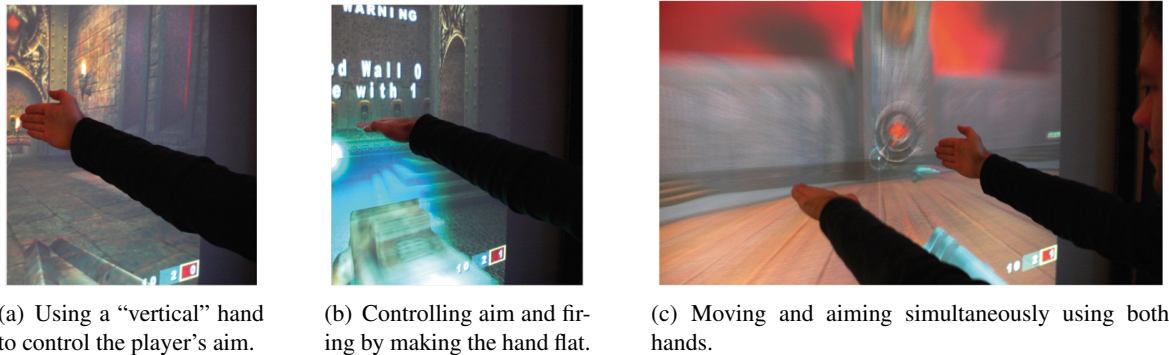 WARNING
ed Wall 0
e with 1
10 2 0
10 2 1
10 2 1
(a) Using a “vertical” hand
to control the player’s aim.
(b) Controlling aim and fir-
ing by making the hand flat.
(c) Moving and aiming simultaneously using both
hands.